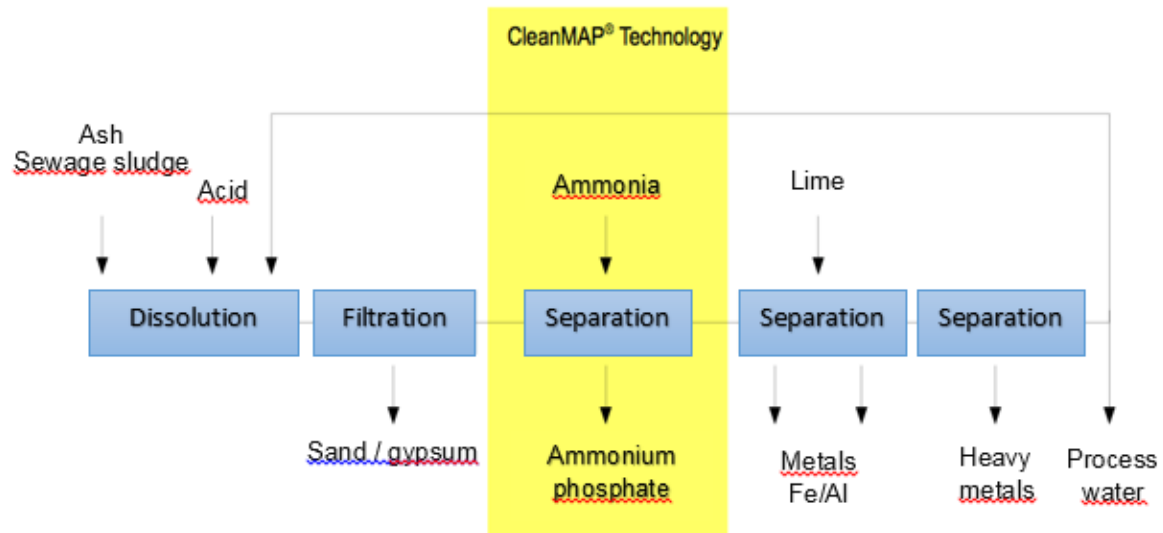 CleanMAP® Technology
Ash
Sewage sludge
Acid
Ammonia
Lime
Dissolution
Filtration
Separation
Separation
Separation
Sand / gypsum
Ammonium
phosphate
Metals
Fe/Al
Heavy
metals
Process
water